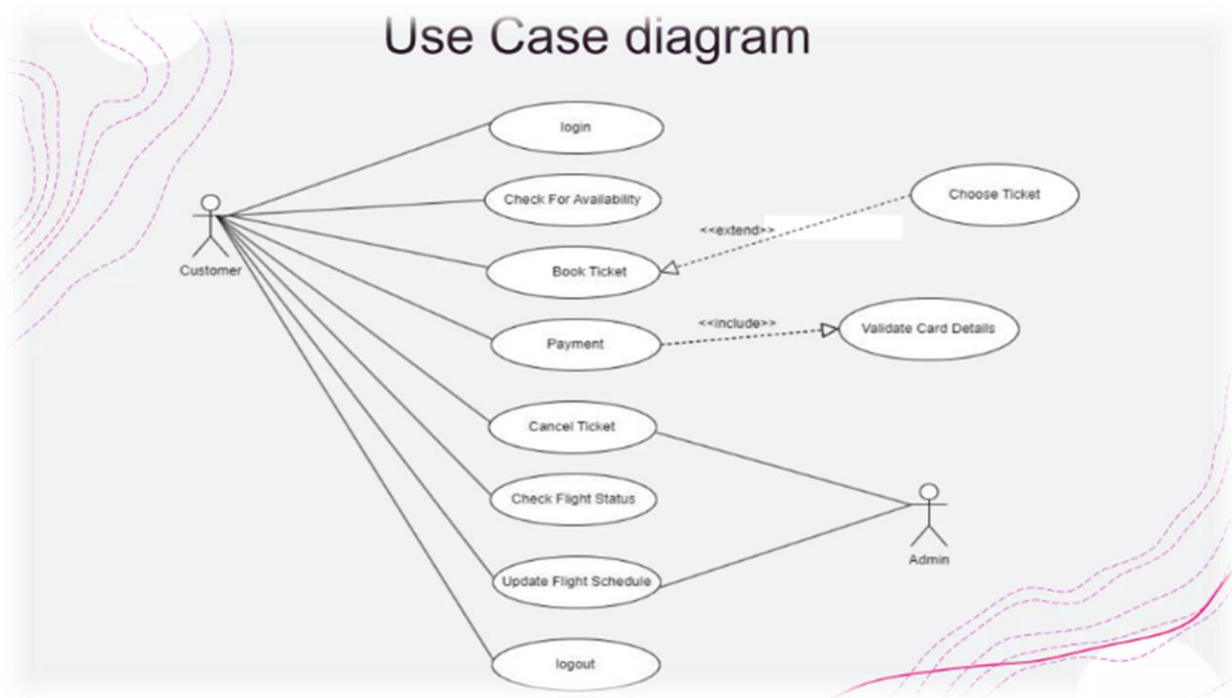 Use Case diagram
login
Check For Availability
Choose Ticket
<<extend>>
Book Ticket
Customer
<<include>>
Validate Card Details
Payment
Cancel Ticket
Check Flight Status
Admin
Update Flight Schedule
logout